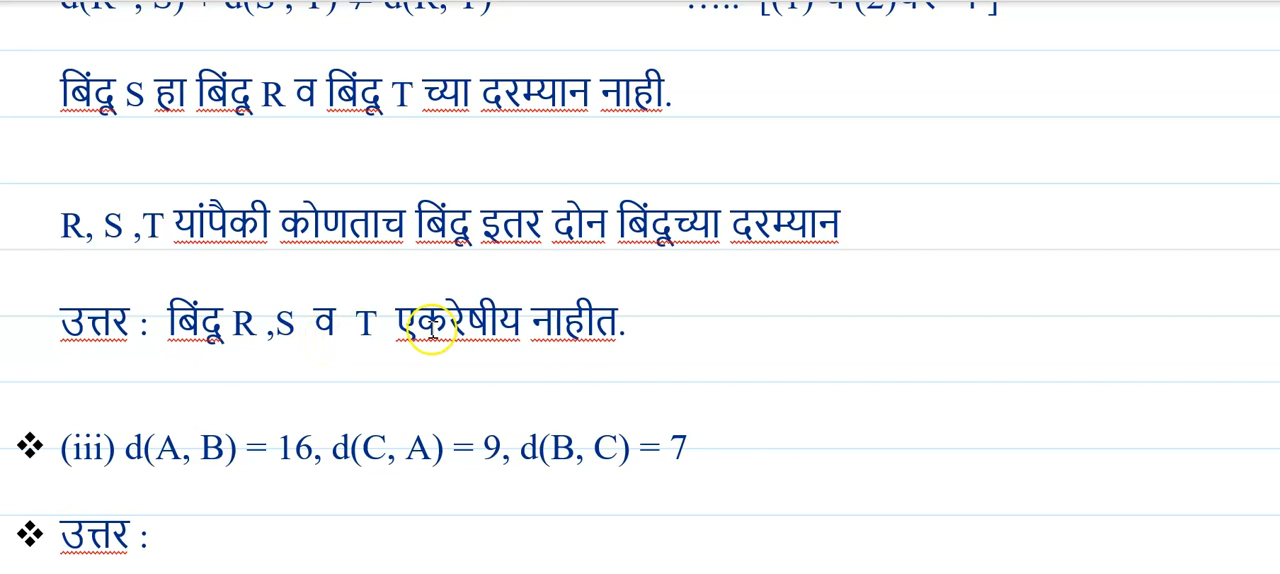 बिंदू S हा बिंदू R व बिंदू T च्या दरम्यान नाही.
R, S ,T यांपैकी कोणताच बिंदू इतर दोन बिंदूच्या दरम्यान
उत्तर : बिंदू R ,S व T एकरेषीय नाहीत.
❖ (iii) d(A, B) = 16, d(C, A) = 9, d(B, C) = 7
❖ उत्तर :